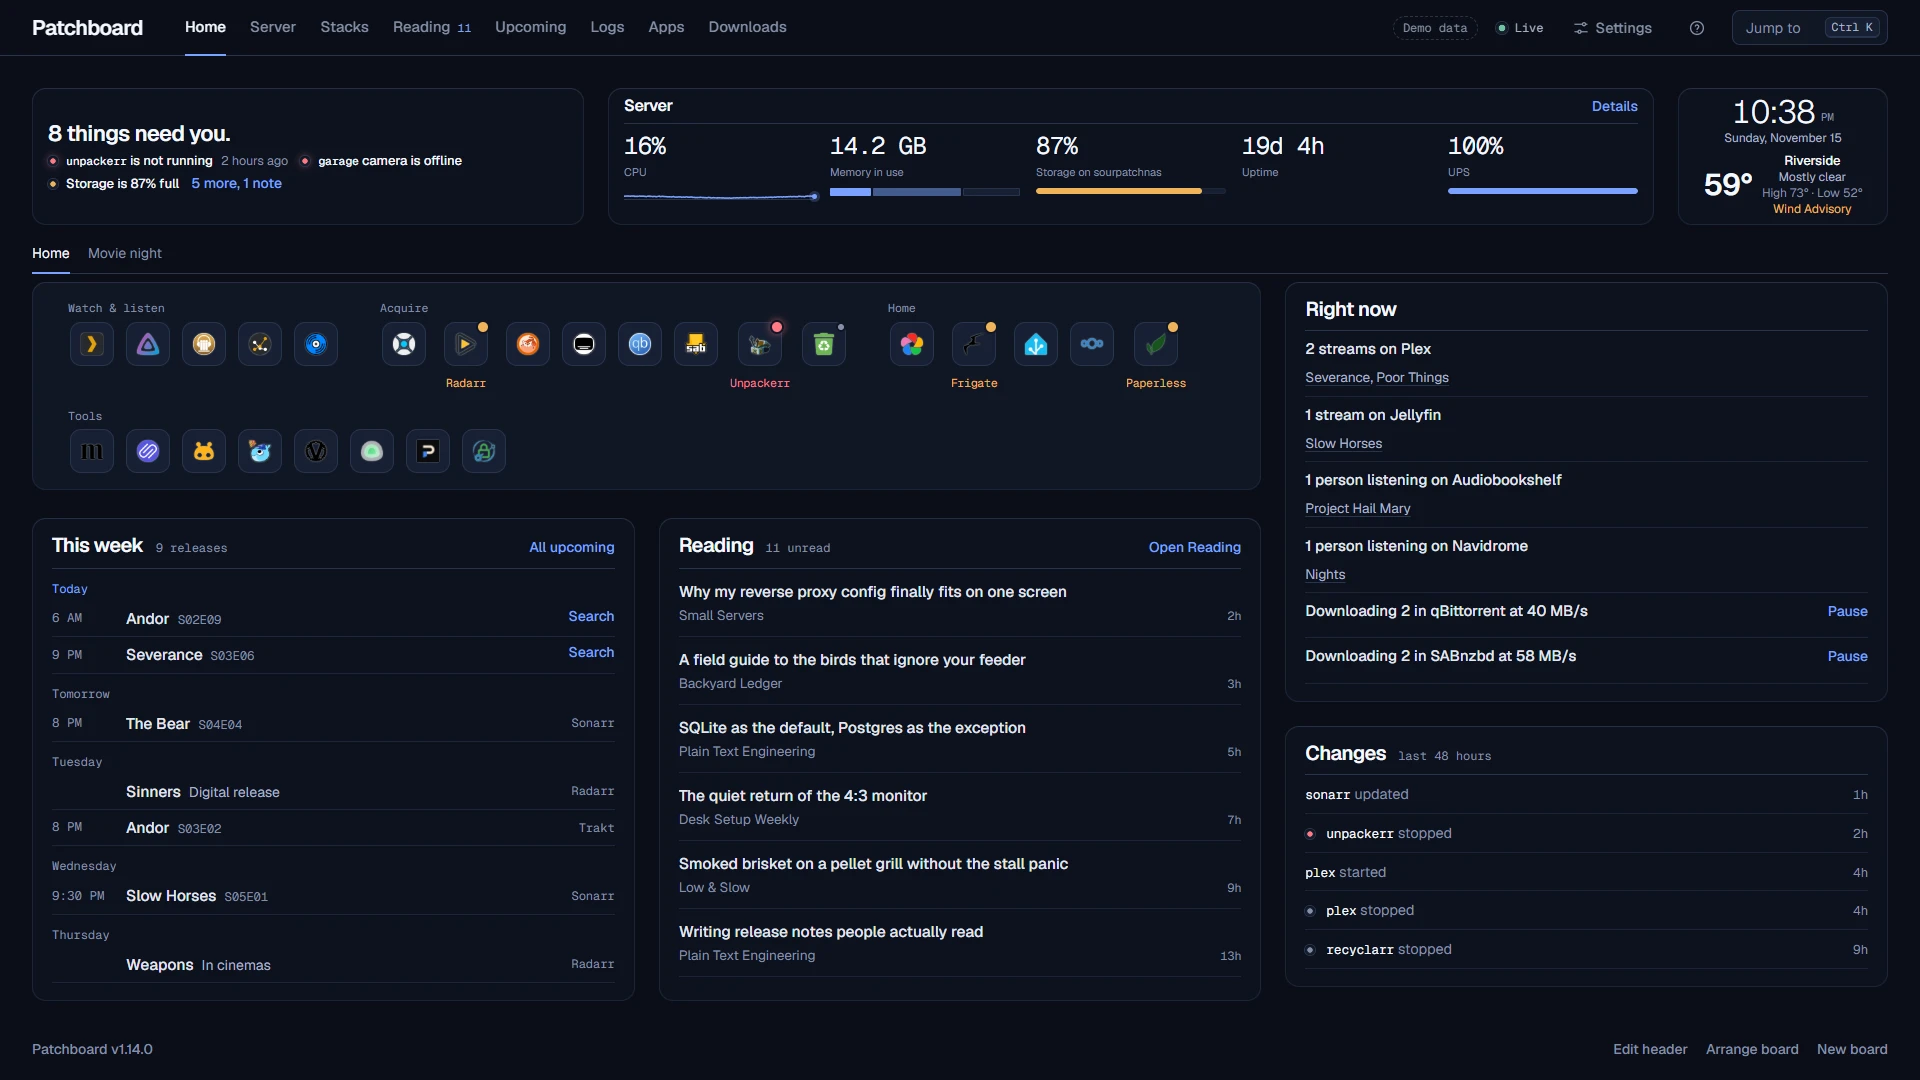 Patchboard
Home Server Stacks Reading 11 Upcoming Logs Apps Downloads
Demo data Live Settings Jump to Ctrl K
8 things need you.
unpackerr is not running 2 hours ago garage camera is offline
Storage is 87% full 5 more, 1 note
Server Details
16% 14.2 GB 87% 19d 4h 100%
CPU Memory in use Storage on sourpatchnas Uptime UPS
10:38 PM
Sunday, November 15
59°
Riverside
Mostly clear
High 73° · Low 52°
Wind Advisory
Home Movie night
Watch & listen Acquire Home
qb
sab
Radarr Unpackerr Frigate Paperless
Tools
This week 9 releases All upcoming
Today
6 AM Andor S02E09 Search
9 PM Severance S03E06 Search
Tomorrow
8 PM The Bear S04E04 Sonarr
Tuesday
Sinners Digital release Radarr
8 PM Andor S03E02 Trakt
Wednesday
9:30 PM Slow Horses S05E01 Sonarr
Thursday
Weapons In cinemas Radarr
Reading 11 unread Open Reading
Why my reverse proxy config finally fits on one screen
Small Servers 2h
A field guide to the birds that ignore your feeder
Backyard Ledger 3h
SQLite as the default, Postgres as the exception
Plain Text Engineering 5h
The quiet return of the 4:3 monitor
Desk Setup Weekly 7h
Smoked brisket on a pellet grill without the stall panic
Low & Slow 9h
Writing release notes people actually read
Plain Text Engineering 13h
Right now
2 streams on Plex
Severance, Poor Things
1 stream on Jellyfin
Slow Horses
1 person listening on Audiobookshelf
Project Hail Mary
1 person listening on Navidrome
Nights
Downloading 2 in qBittorrent at 40 MB/s Pause
Downloading 2 in SABnzbd at 58 MB/s Pause
Changes last 48 hours
sonarr updated 1h
unpackerr stopped 2h
plex started 4h
plex stopped 4h
recyclarr stopped 9h
Patchboard v1.14.0
Edit header Arrange board New board